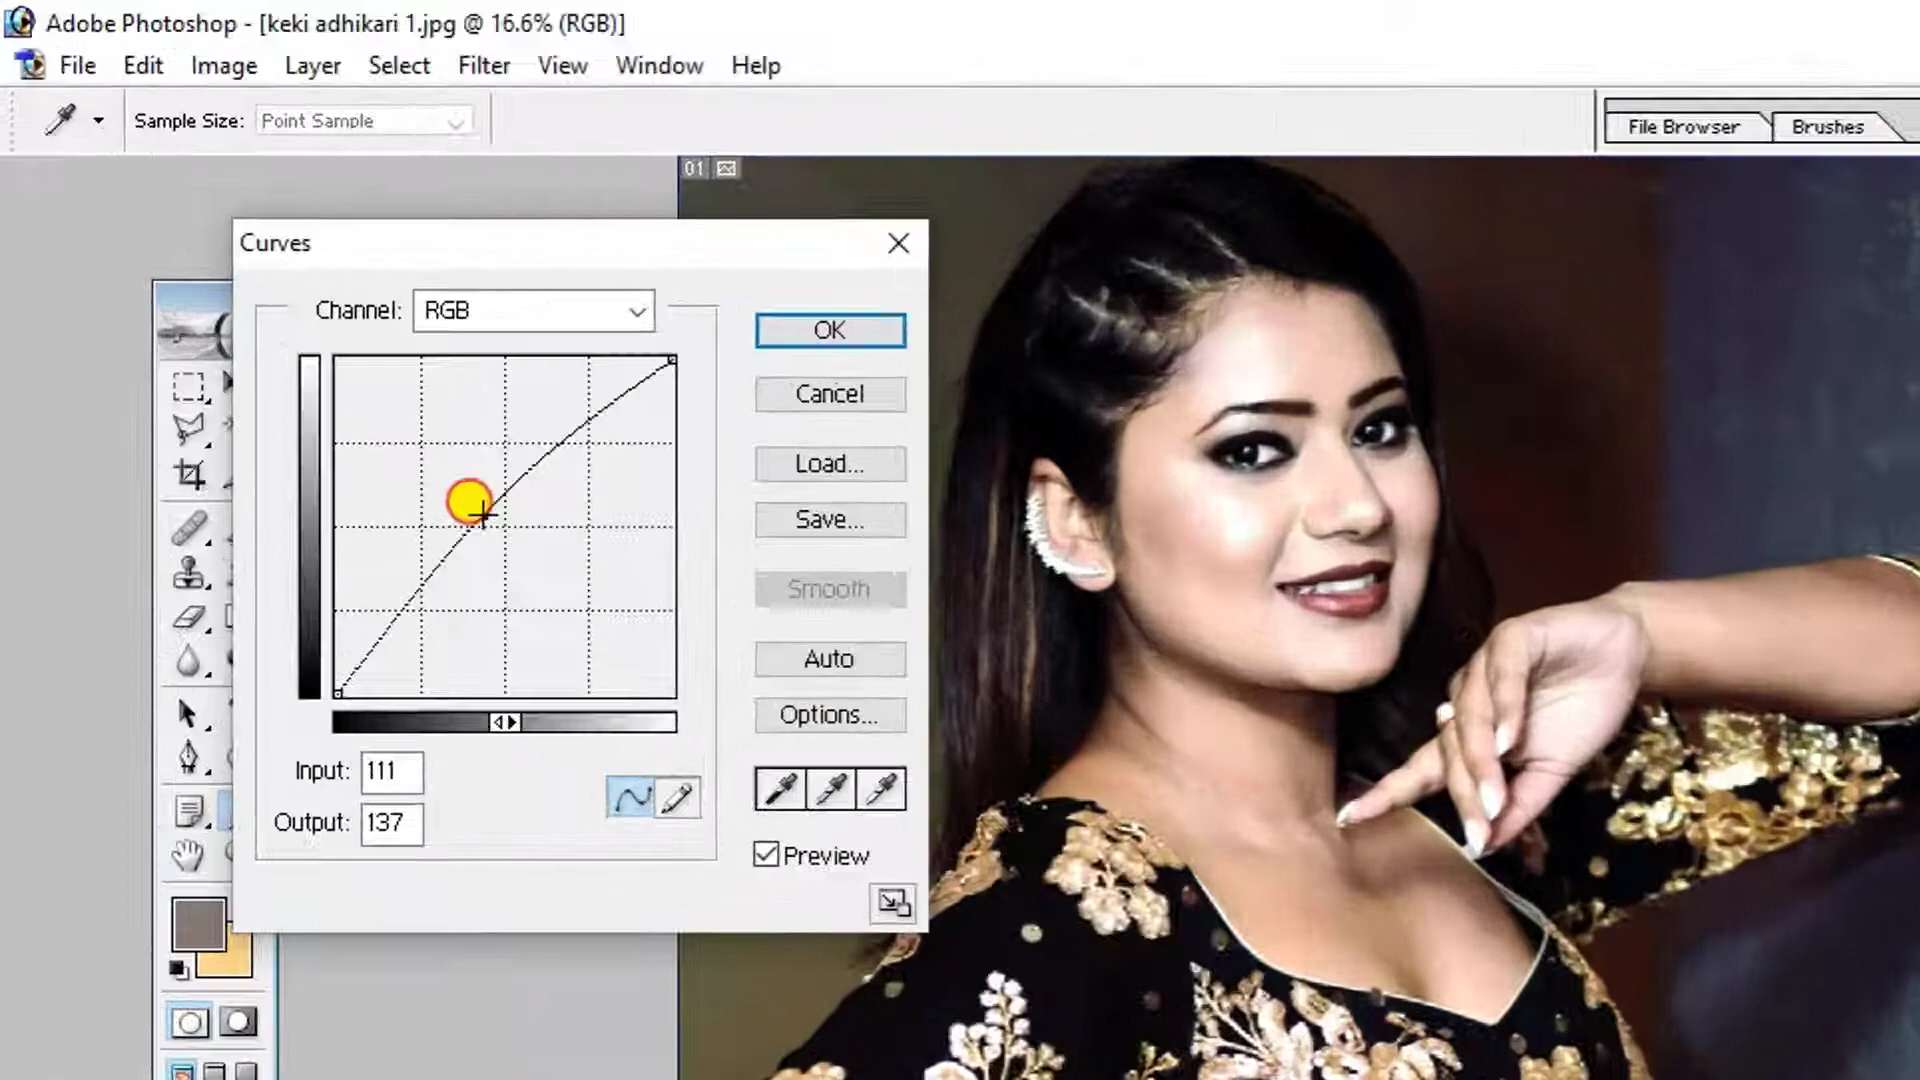 Adobe Photoshop - [keki adhikari 1.jpg @ 16.6% (RGB)]
File Edit Image Layer Select Filter View Window Help
Sample Size: Point Sample
File Browser Brushes
01
Curves
Channel: RGB
OK
Cancel
Load...
Save...
Smooth
Auto
Options...
Input: 111
Output: 137
Preview